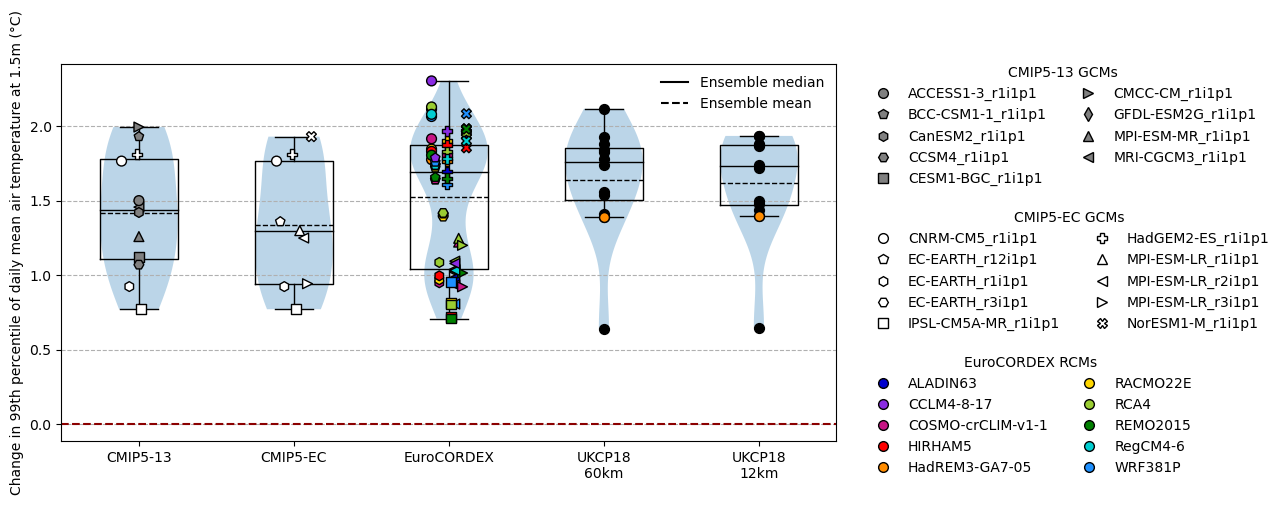 Change in 99th percentile of daily mean air temperature at 1.5m (°C)
2.0
1.5
1.0
0.5
0.0
CMIP5-13
CMIP5-EC
EuroCORDEX
UKCP18
60km
UKCP18
12km
Ensemble median
Ensemble mean
CMIP5-13 GCMs
ACCESS1-3_r1i1p1
BCC-CSM1-1_r1i1p1
CanESM2_r1i1p1
CCSM4_r1i1p1
CESM1-BGC_r1i1p1
CMCC-CM_r1i1p1
GFDL-ESM2G_r1i1p1
MPI-ESM-MR_r1i1p1
MRI-CGCM3_r1i1p1
CMIP5-EC GCMs
CNRM-CM5_r1i1p1
EC-EARTH_r12i1p1
EC-EARTH_r1i1p1
EC-EARTH_r3i1p1
IPSL-CM5A-MR_r1i1p1
HadGEM2-ES_r1i1p1
MPI-ESM-LR_r1i1p1
MPI-ESM-LR_r2i1p1
MPI-ESM-LR_r3i1p1
NorESM1-M_r1i1p1
EuroCORDEX RCMs
ALADIN63
CCLM4-8-17
COSMO-crCLIM-v1-1
HIRHAM5
HadREM3-GA7-05
RACMO22E
RCA4
REMO2015
RegCM4-6
WRF381P